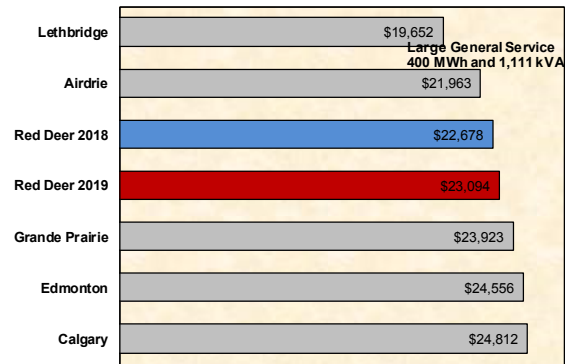 Lethbridge $19,652
Large General Service
400 MWh and 1,111 kVA
Airdrie $21,963
Red Deer 2018 $22,678
Red Deer 2019 $23,094
Grande Prairie $23,923
Edmonton $24,556
Calgary $24,812